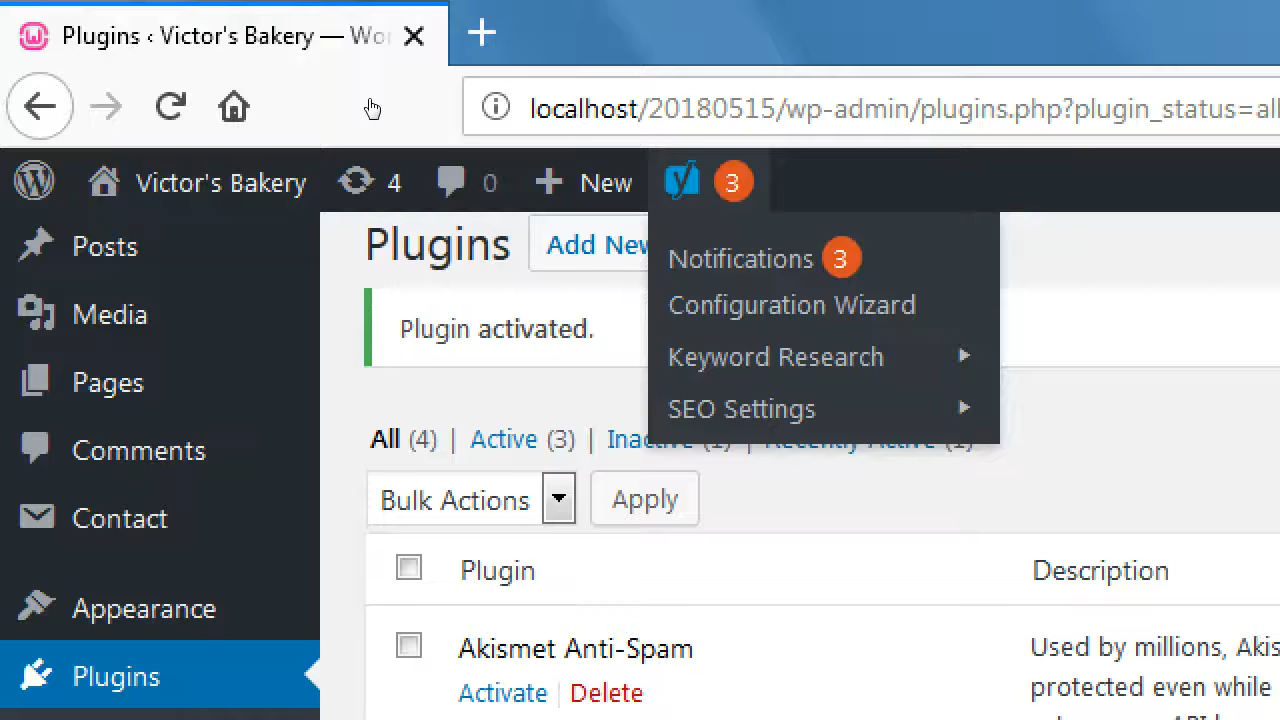 Plugins ‹ Victor's Bakery — Wo
localhost/20180515/wp-admin/plugins.php?plugin_status=all
Victor's Bakery 4 0 New 3
Posts
Media
Pages
Comments
Contact
Appearance
Plugins
Plugins Add New
Notifications 3
Configuration Wizard
Keyword Research
SEO Settings
Plugin activated.
All (4) | Active (3) | Inactive (1) | Recently Active (1)
Bulk Actions Apply
Plugin Description
Akismet Anti-Spam Used by millions, Akis
Activate | Delete protected even while